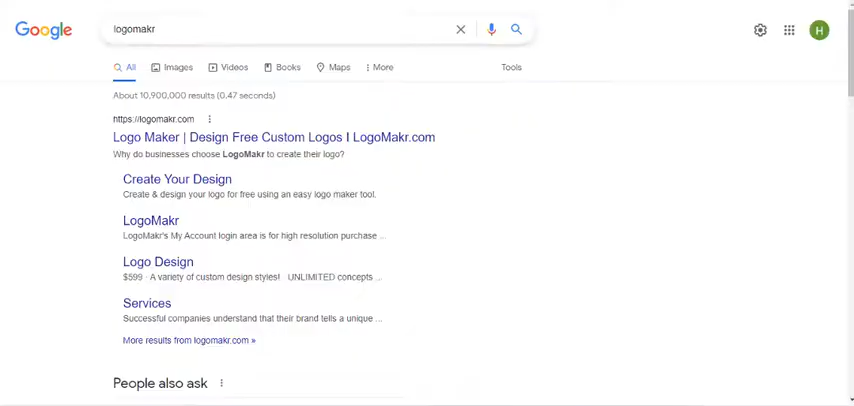 Google
logomakr
H
All Images Videos Books Maps More Tools
About 10,900,000 results (0.47 seconds)
https://logomakr.com
Logo Maker | Design Free Custom Logos I LogoMakr.com
Why do businesses choose LogoMakr to create their logo?
Create Your Design
Create & design your logo for free using an easy logo maker tool.
LogoMakr
LogoMakr's My Account login area is for high resolution purchase ...
Logo Design
$599 · A variety of custom design styles! UNLIMITED concepts ...
Services
Successful companies understand that their brand tells a unique ...
More results from logomakr.com »
People also ask